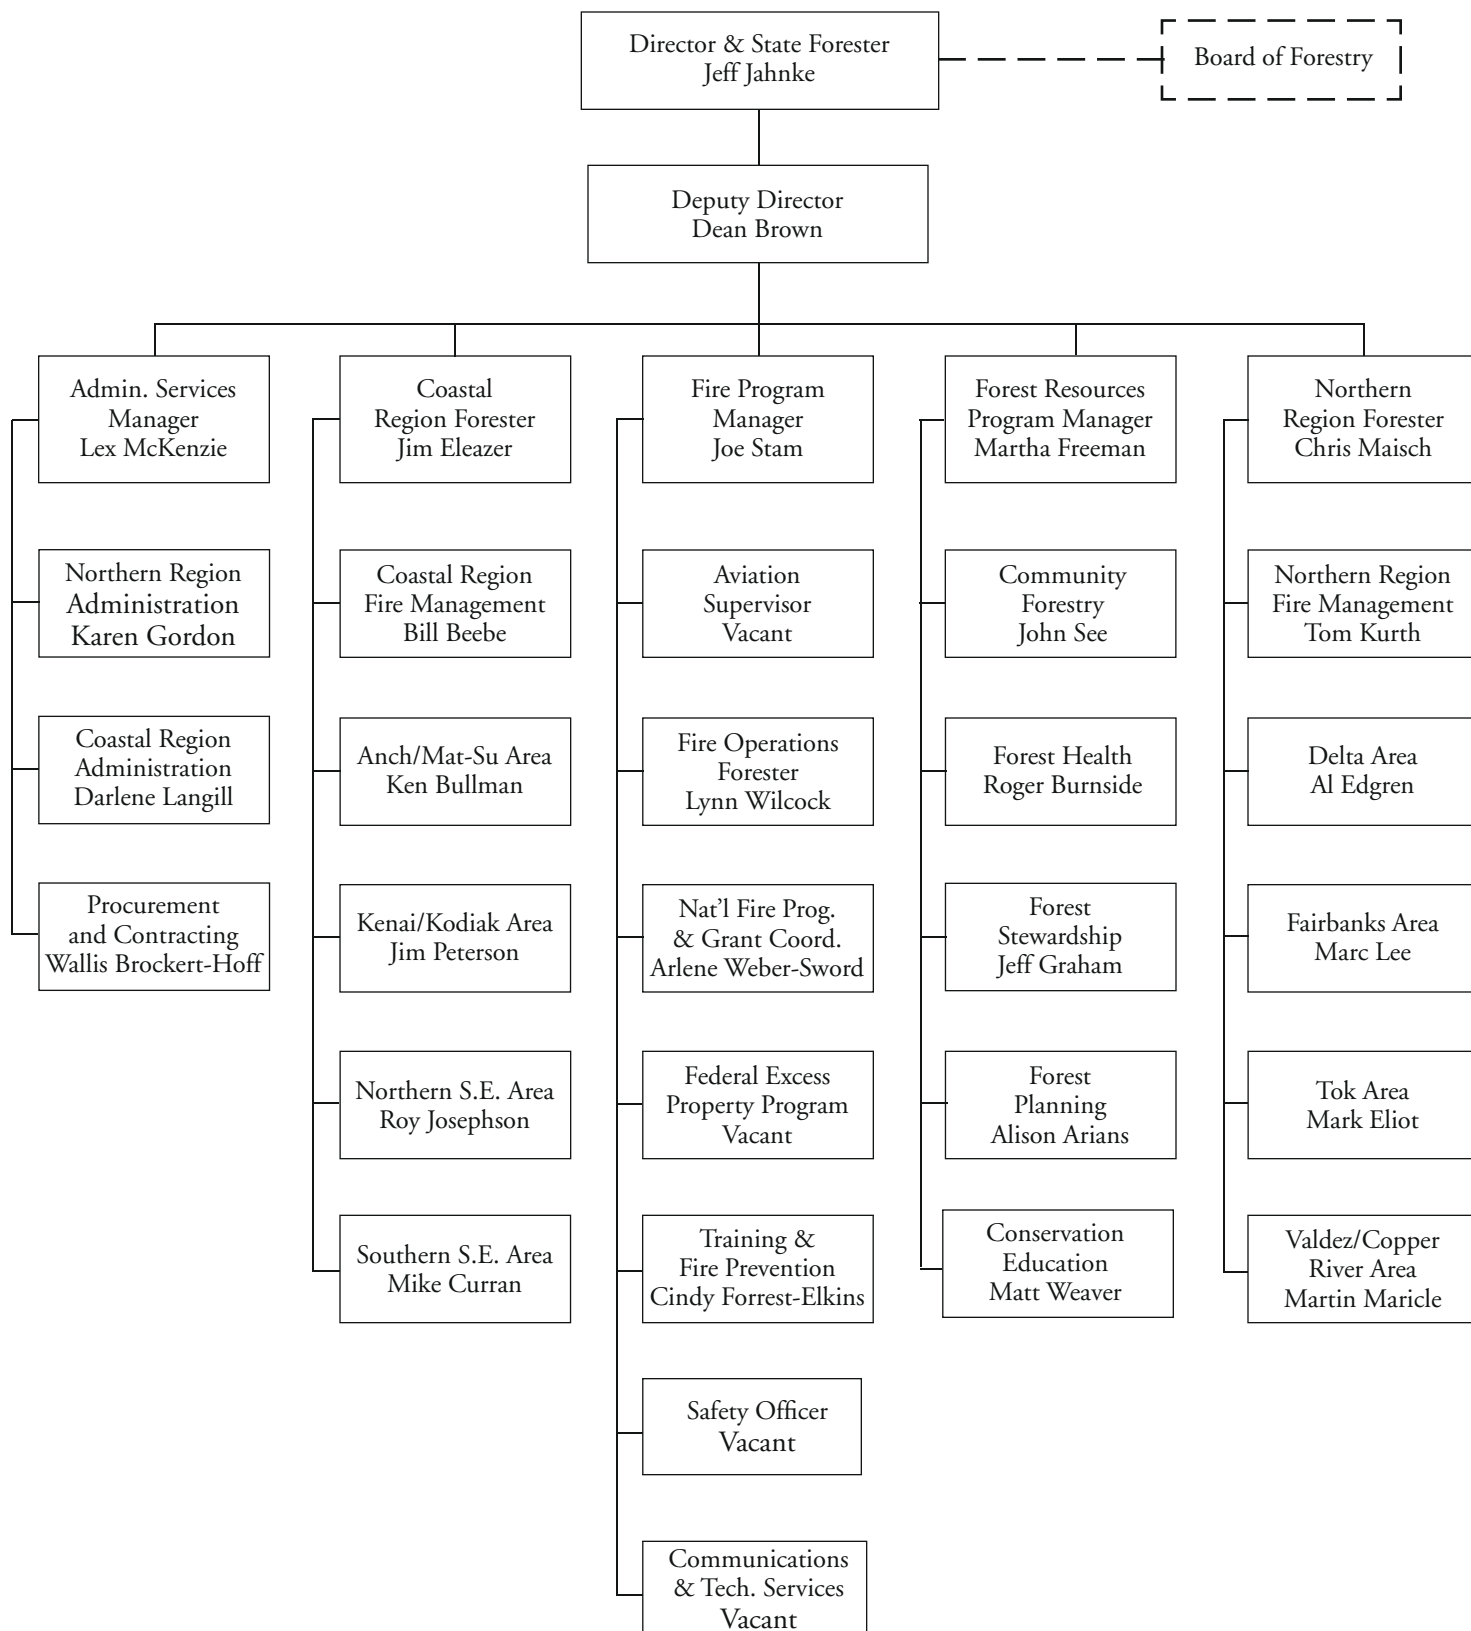 Director & State Forester
Jeff Jahnke
Board of Forestry
Deputy Director
Dean Brown
Admin. Services
Manager
Lex McKenzie
Northern Region
Administration
Karen Gordon
Coastal Region
Administration
Darlene Langill
Procurement
and Contracting
Wallis Brockert-Hoff
Coastal
Region Forester
Jim Eleazer
Coastal Region
Fire Management
Bill Beebe
Anch/Mat-Su Area
Ken Bullman
Kenai/Kodiak Area
Jim Peterson
Northern S.E. Area
Roy Josephson
Southern S.E. Area
Mike Curran
Fire Program
Manager
Joe Stam
Aviation
Supervisor
Vacant
Fire Operations
Forester
Lynn Wilcock
Nat'l Fire Prog.
& Grant Coord.
Arlene Weber-Sword
Federal Excess
Property Program
Vacant
Training &
Fire Prevention
Cindy Forrest-Elkins
Safety Officer
Vacant
Communications
& Tech. Services
Vacant
Forest Resources
Program Manager
Martha Freeman
Community
Forestry
John See
Forest Health
Roger Burnside
Forest
Stewardship
Jeff Graham
Forest
Planning
Alison Arians
Conservation
Education
Matt Weaver
Northern
Region Forester
Chris Maisch
Northern Region
Fire Management
Tom Kurth
Delta Area
Al Edgren
Fairbanks Area
Marc Lee
Tok Area
Mark Eliot
Valdez/Copper
River Area
Martin Maricle